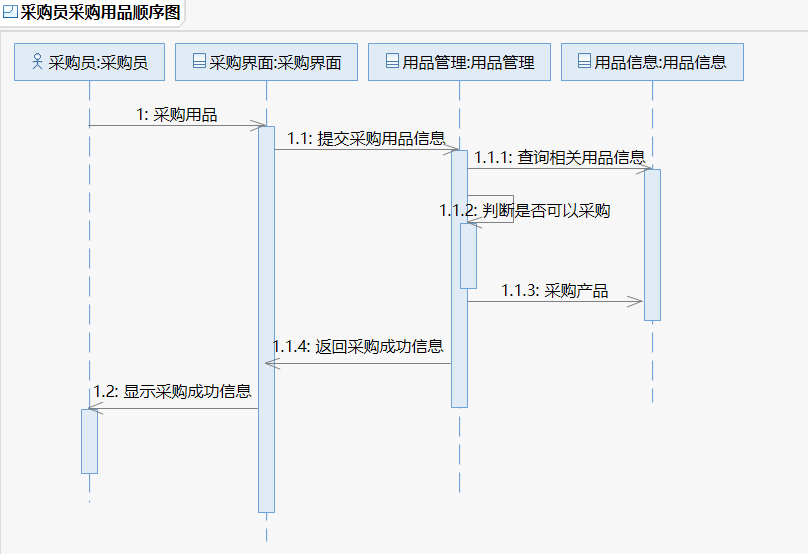 采购员采购用品顺序图
采购员:采购员
采购界面:采购界面
用品管理:用品管理
用品信息:用品信息
1: 采购用品
1.1: 提交采购用品信息
1.1.1: 查询相关用品信息
1.1.2: 判断是否可以采购
1.1.3: 采购产品
1.1.4: 返回采购成功信息
1.2: 显示采购成功信息